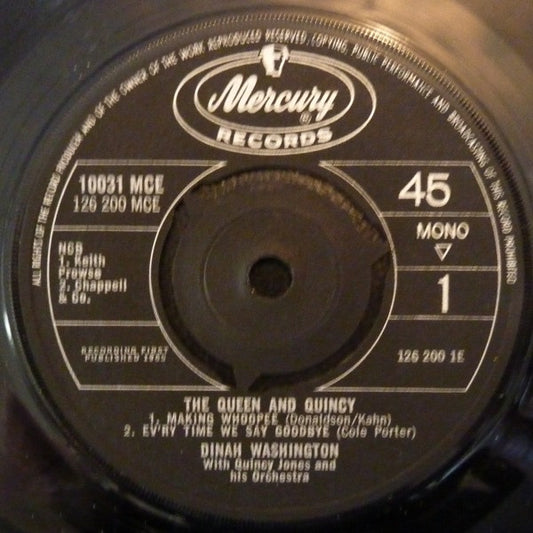 ALL RIGHTS OF THE RECORD PRODUCER AND OF THE OWNER OF THE WORK REPRODUCED RESERVED. COPYING, PUBLIC PERFORMANCE AND BROADCASTING OF THIS RECORD PROHIBITED
Mercury
®
RECORDS
10031 MCE
126 200 MCE
45
MONO
1
NCB
1. Keith
Prowse
2. Chappell
& Co.
RECORDING FIRST
PUBLISHED 1965
126 200 1E
THE QUEEN AND QUINCY
1. MAKING WHOOPEE (Donaldson/Kahn)
2. EV'RY TIME WE SAY GOODBYE (Cole Porter)
DINAH WASHINGTON
With Quincy Jones and
his Orchestra